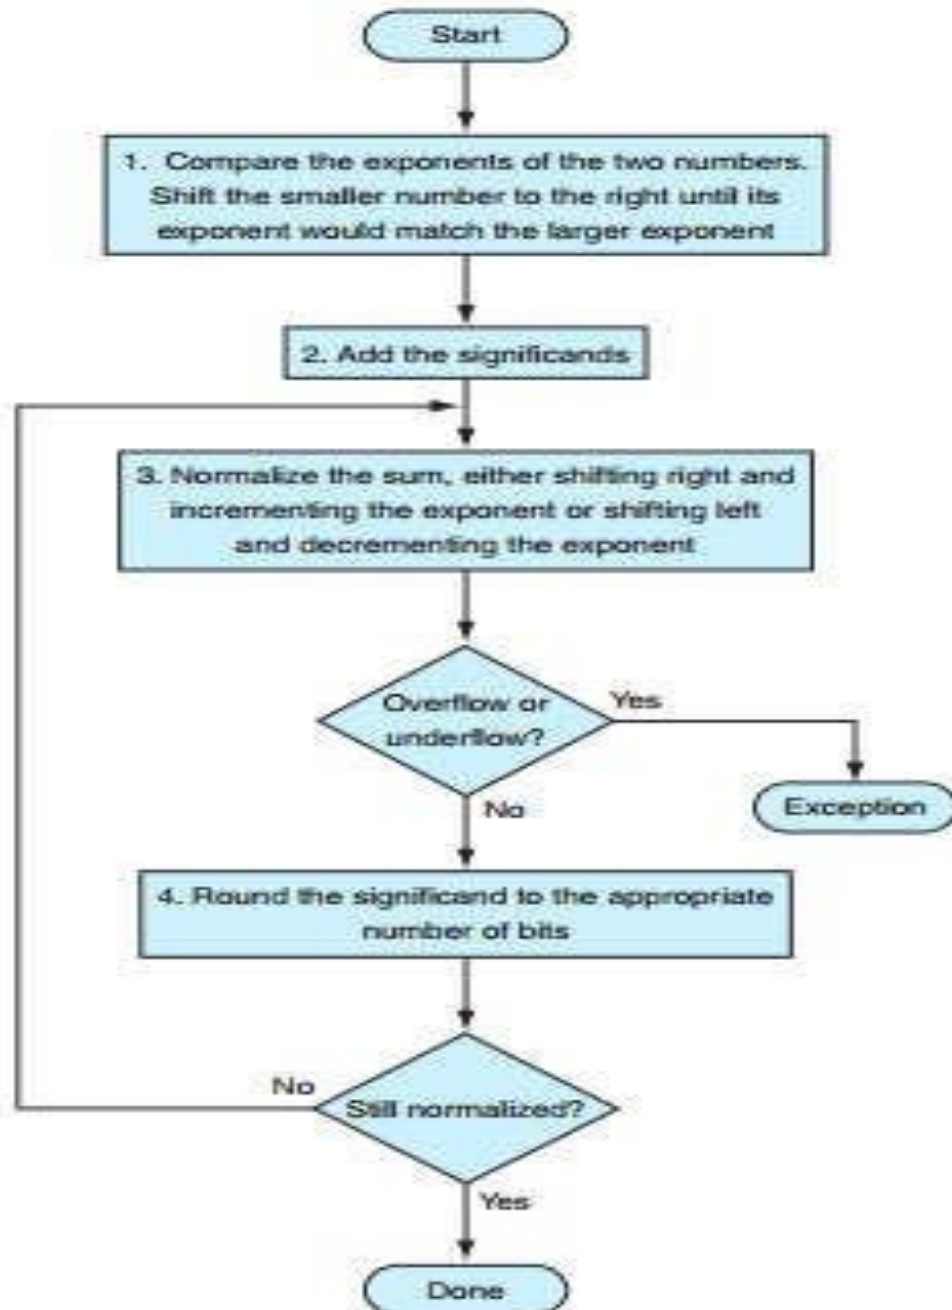 Start
1. Compare the exponents of the two numbers.
Shift the smaller number to the right until its
exponent would match the larger exponent
2. Add the significands
3. Normalize the sum, either shifting right and
incrementing the exponent or shifting left
and decrementing the exponent
Overflow or
underflow?
Yes
No
Exception
4. Round the significand to the appropriate
number of bits
No
Still normalized?
Yes
Done